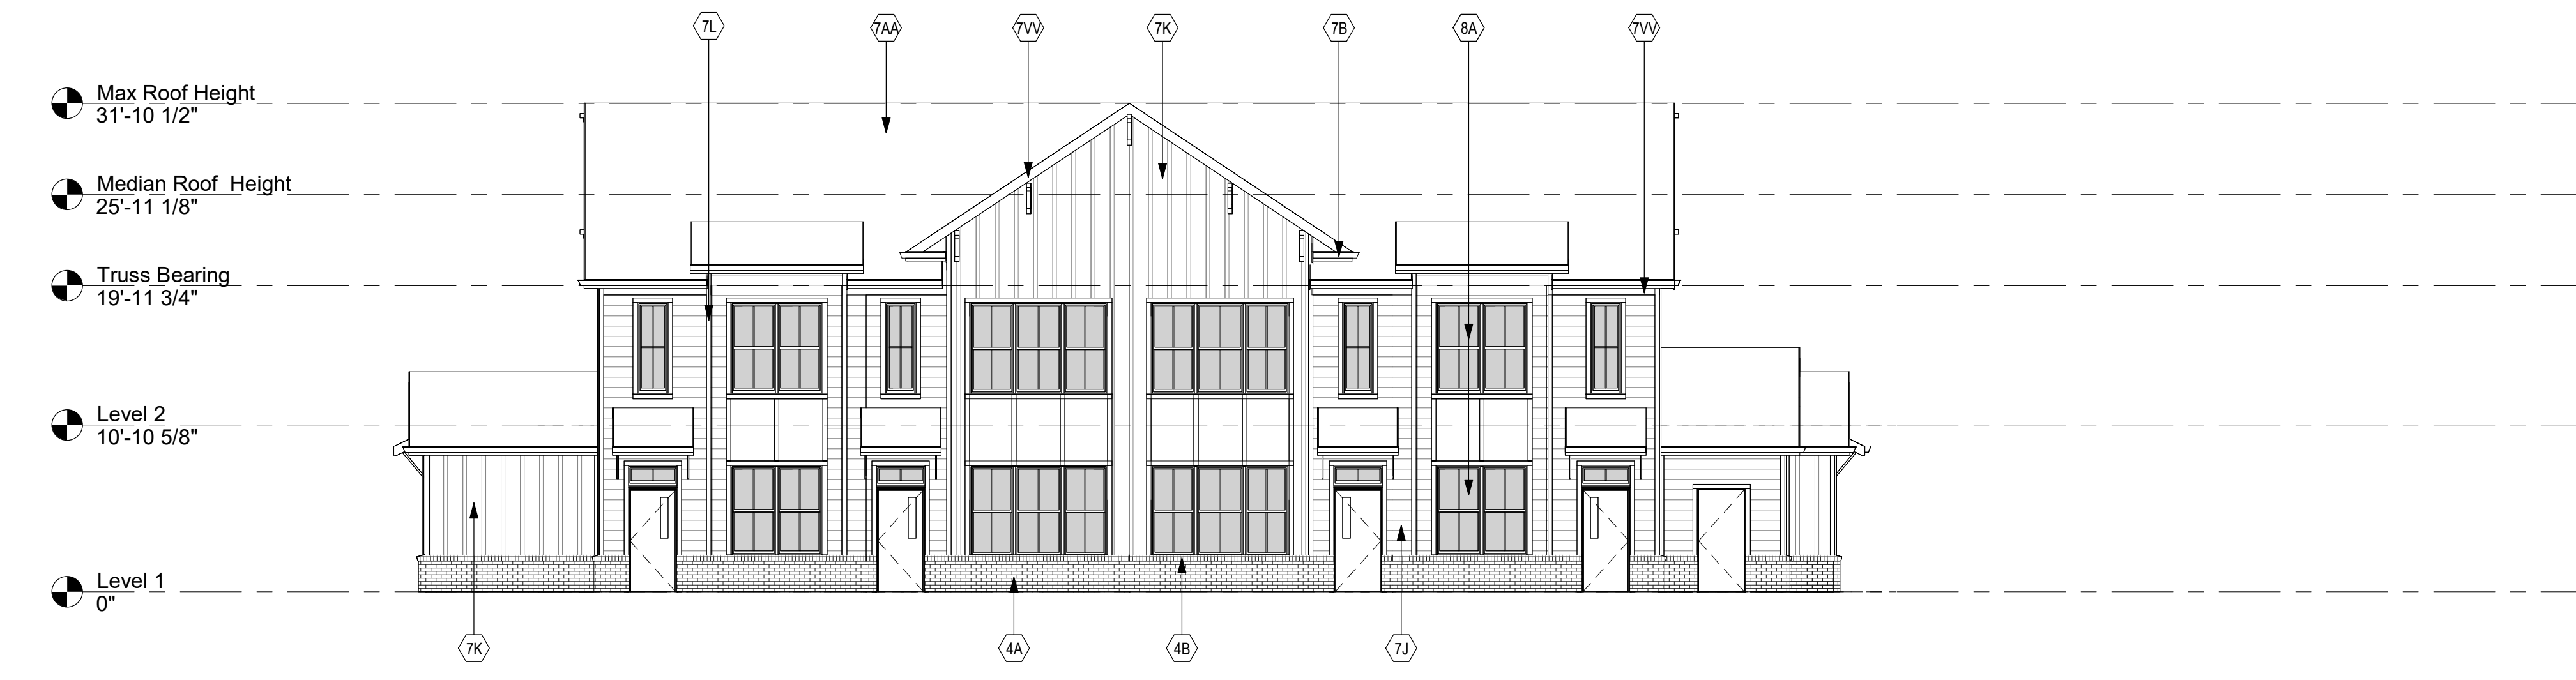 7L 7AA 7VV 7K 7B 8A 7VV
Max Roof Height
31'-10 1/2"
Median Roof Height
25'-11 1/8"
Truss Bearing
19'-11 3/4"
Level 2
10'-10 5/8"
Level 1
0"
7K 4A 4B 7J